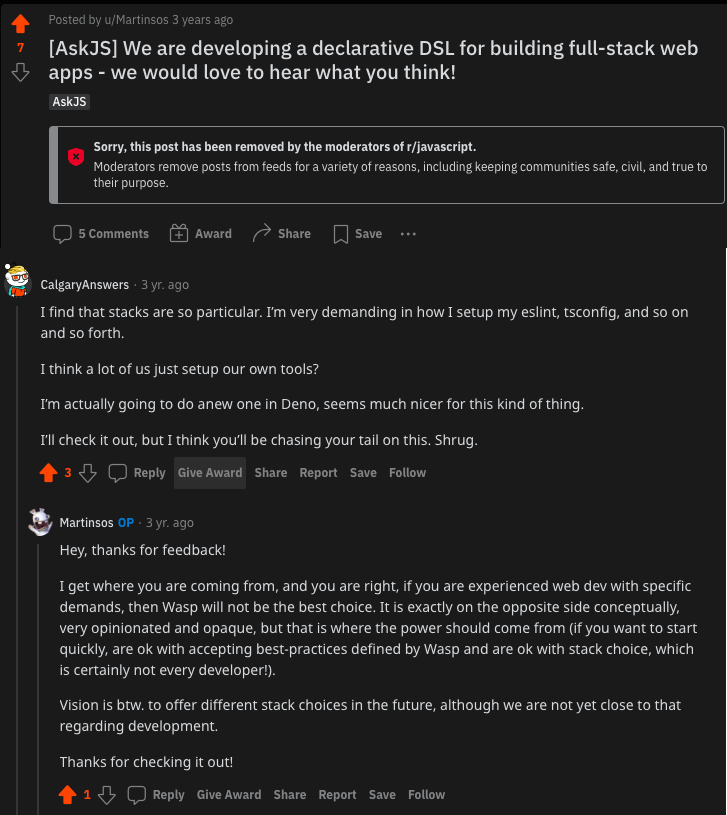 Posted by u/Martinsos 3 years ago
7
[AskJS] We are developing a declarative DSL for building full-stack web
apps - we would love to hear what you think!
AskJS
Sorry, this post has been removed by the moderators of r/javascript.
Moderators remove posts from feeds for a variety of reasons, including keeping communities safe, civil, and true to
their purpose.
5 Comments Award Share Save ...
CalgaryAnswers · 3 yr. ago
I find that stacks are so particular. I’m very demanding in how I setup my eslint, tsconfig, and so on
and so forth.
I think a lot of us just setup our own tools?
I’m actually going to do anew one in Deno, seems much nicer for this kind of thing.
I’ll check it out, but I think you’ll be chasing your tail on this. Shrug.
3 Reply Give Award Share Report Save Follow
Martinsos OP · 3 yr. ago
Hey, thanks for feedback!
I get where you are coming from, and you are right, if you are experienced web dev with specific
demands, then Wasp will not be the best choice. It is exactly on the opposite side conceptually,
very opinionated and opaque, but that is where the power should come from (if you want to start
quickly, are ok with accepting best-practices defined by Wasp and are ok with stack choice, which
is certainly not every developer!).
Vision is btw. to offer different stack choices in the future, although we are not yet close to that
regarding development.
Thanks for checking it out!
1 Reply Give Award Share Report Save Follow